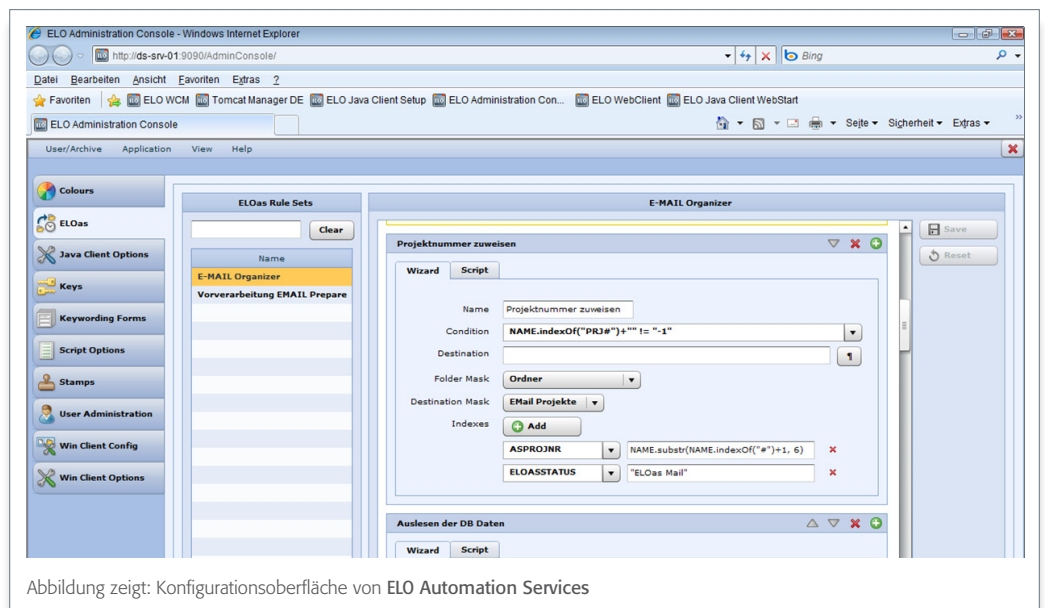 ELO Administration Console - Windows Internet Explorer
http://ds-srv-01:9090/AdminConsole/
Bing
Datei Bearbeiten Ansicht Favoriten Extras ?
Favoriten ELO WCM Tomcat Manager DE ELO Java Client Setup ELO Administration Con... ELO WebClient ELO Java Client WebStart
ELO Administration Console
Seite Sicherheit Extras
User/Archive Application View Help
Colours
ELOas
Java Client Options
Keys
Keywording Forms
Script Options
Stamps
User Administration
Win Client Config
Win Client Options
ELOas Rule Sets
Clear
Name
E-MAIL Organizer
Vorverarbeitung EMAIL Prepare
E-MAIL Organizer
Save
Reset
Projektnummer zuweisen
Wizard Script
Name Projektnummer zuweisen
Condition NAME.indexOf("PRJ#")+"" != "-1"
Destination ¶
Folder Mask Ordner
Destination Mask EMail Projekte
Indexes Add
ASPROJNR NAME.substr(NAME.indexOf("#")+1, 6)
ELOASSTATUS "ELOas Mail"
Auslesen der DB Daten
Wizard Script
Abbildung zeigt: Konfigurationsoberfläche von ELO Automation Services